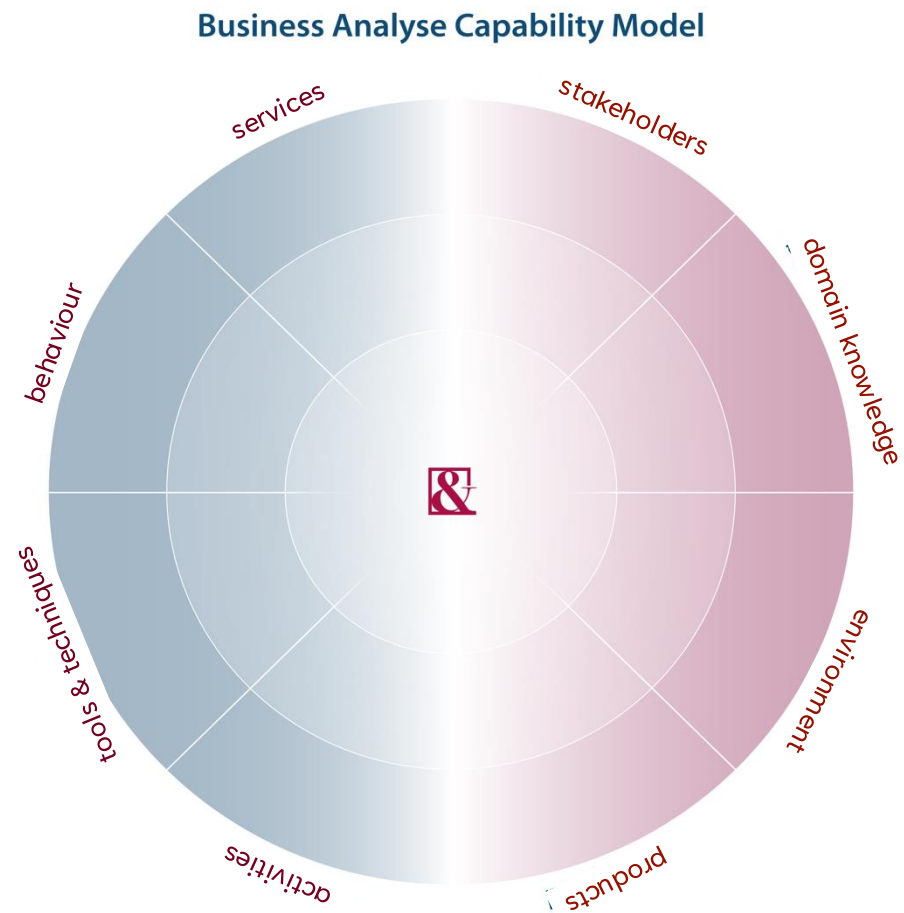 Business Analyse Capability Model
services
stakeholders
behaviour
domain knowledge
&
tools & techniques
environment
activities
products